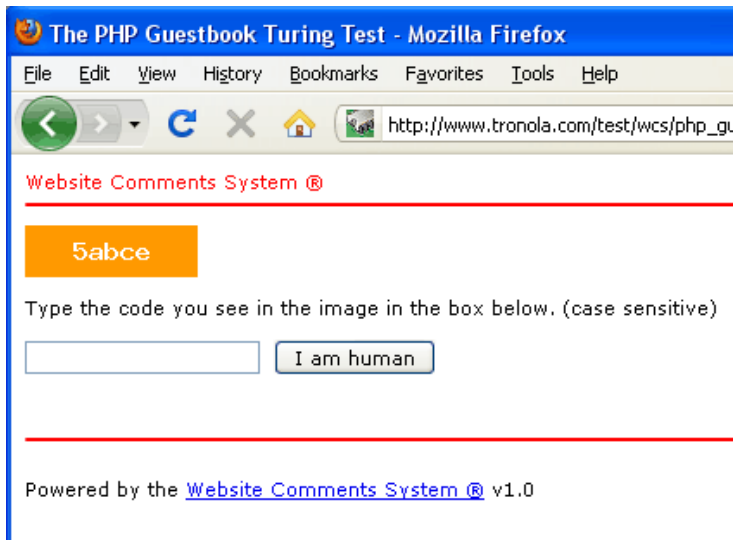 The PHP Guestbook Turing Test - Mozilla Firefox
File Edit View History Bookmarks Favorites Tools Help
http://www.tronola.com/test/wcs/php_gu
Website Comments System ®
5abce
Type the code you see in the image in the box below. (case sensitive)
I am human
Powered by the Website Comments System ® v1.0